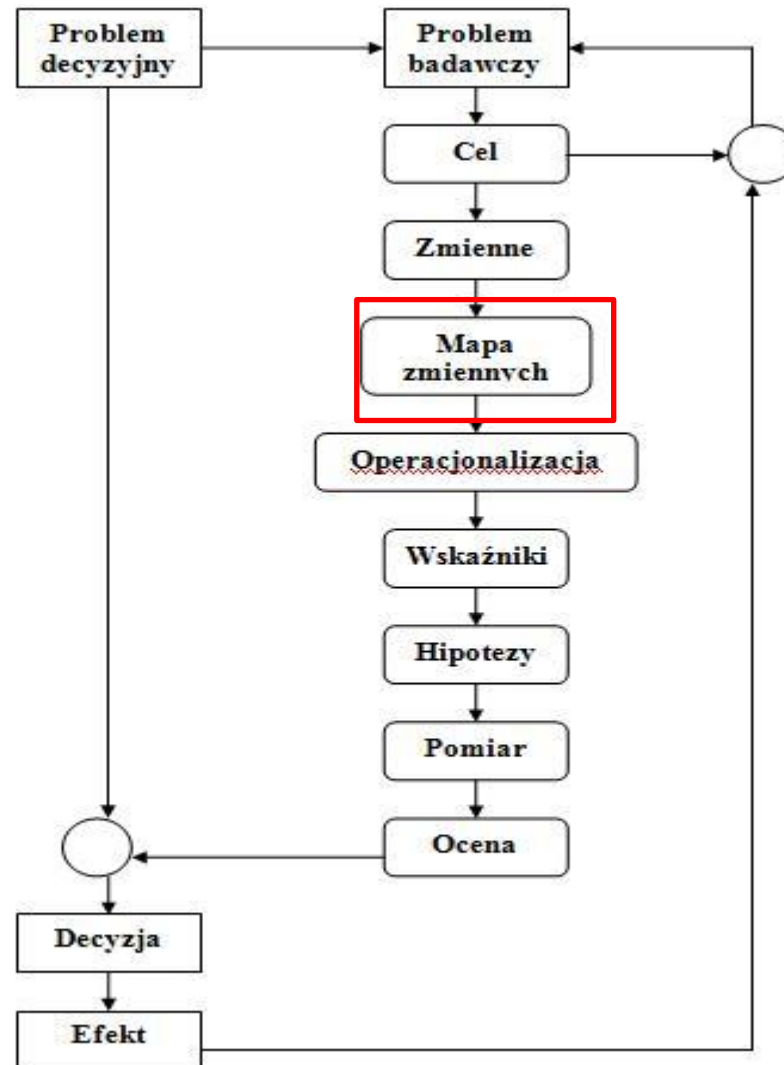 Problem
decyzyjny
Problem
badawczy
Cel
Zmienne
Mapa
zmiennych
Operacjonalizacja
Wskaźniki
Hipotezy
Pomiar
Ocena
Decyzja
Efekt